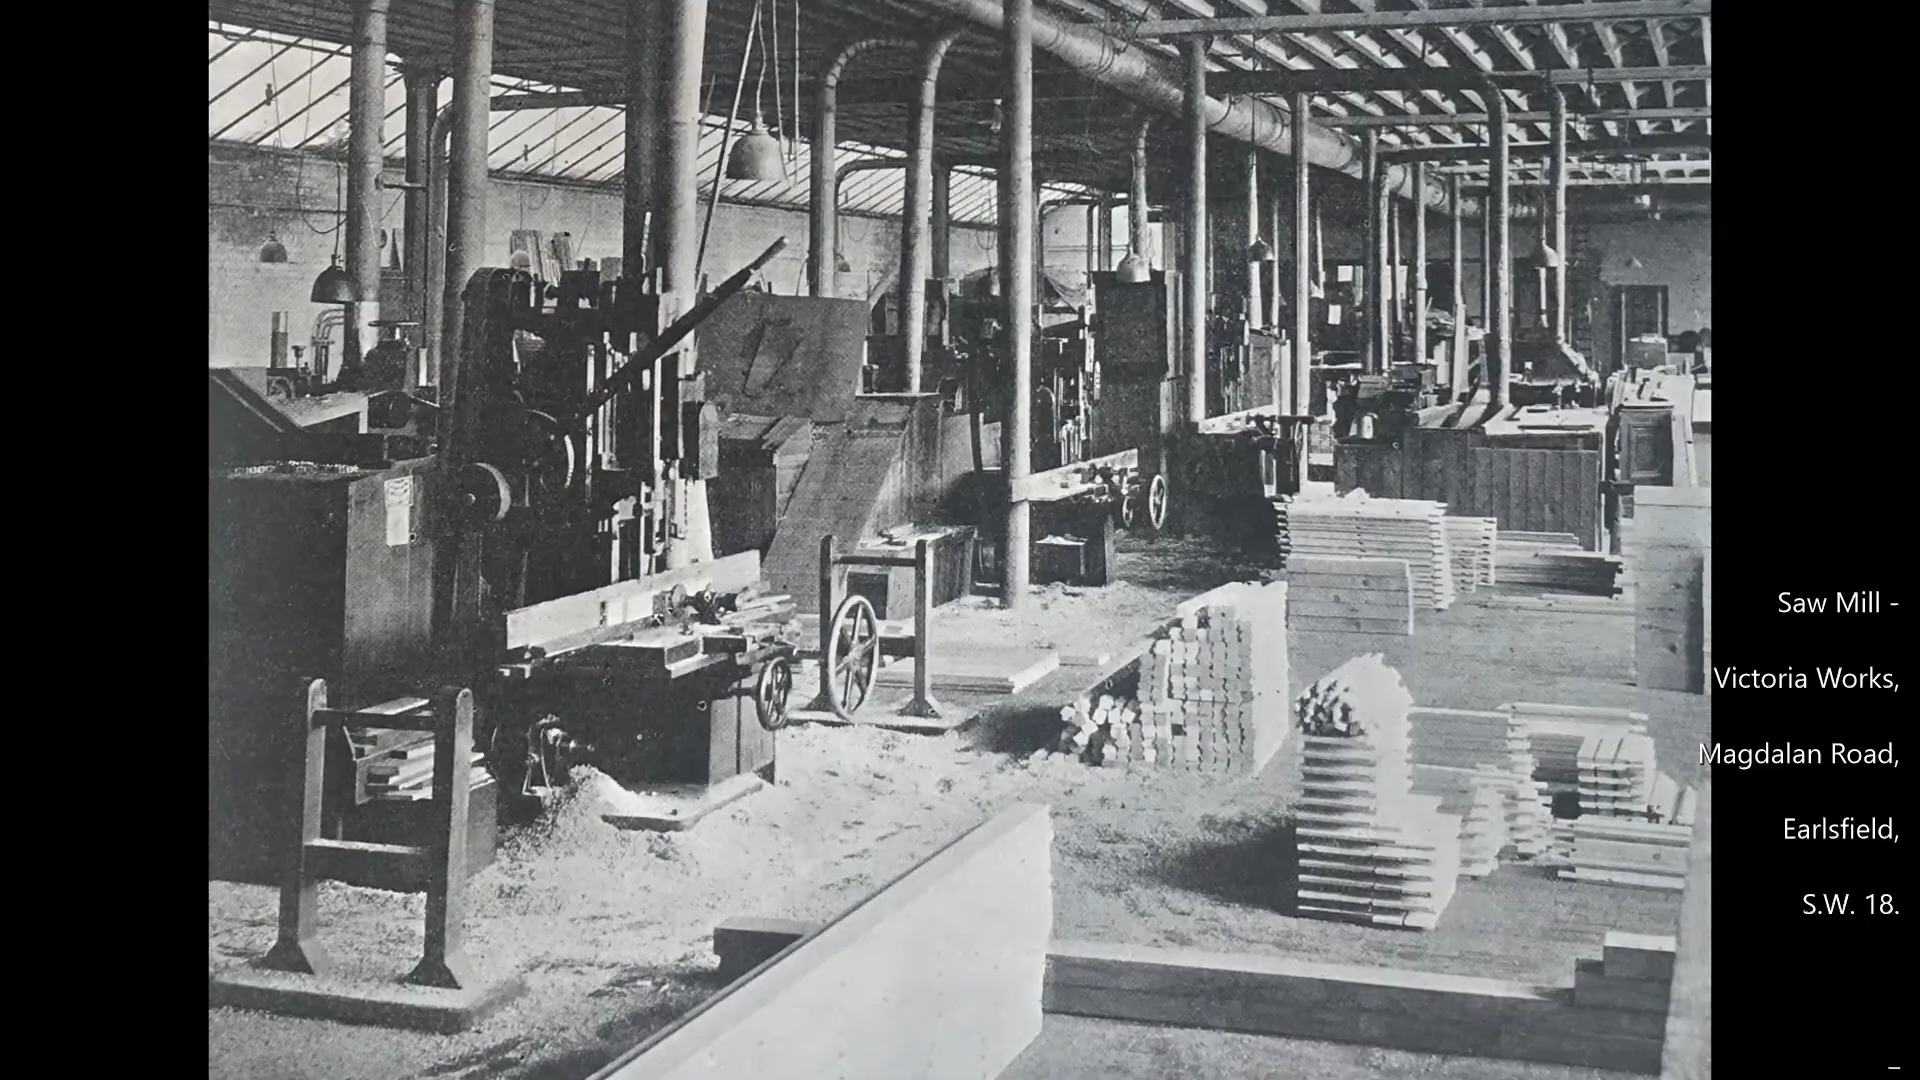 Saw Mill -
Victoria Works,
Magdalan Road,
Earlsfield,
S.W. 18.